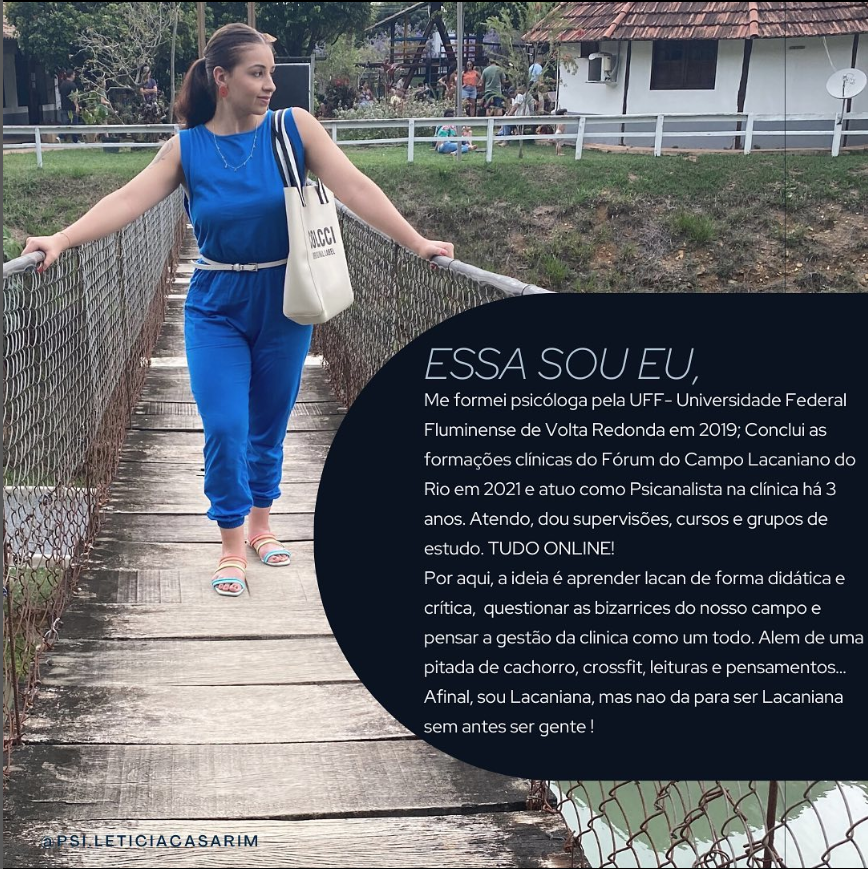 ESSA SOU EU,
Me formei psicóloga pela UFF- Universidade Federal
Fluminense de Volta Redonda em 2019; Conclui as
formações clínicas do Fórum do Campo Lacaniano do
Rio em 2021 e atuo como Psicanalista na clínica há 3
anos. Atendo, dou supervisões, cursos e grupos de
estudo. TUDO ONLINE!
Por aqui, a ideia é aprender lacan de forma didática e
crítica,  questionar as bizarrices do nosso campo e
pensar a gestão da clinica como um todo. Alem de uma
pitada de cachorro, crossfit, leituras e pensamentos...
Afinal, sou Lacaniana, mas nao da para ser Lacaniana
sem antes ser gente !
@PSI.LETICIACASARIM